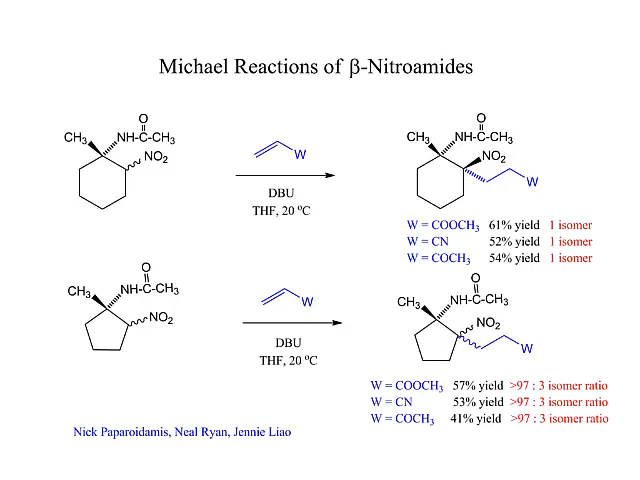 Michael Reactions of β-Nitroamides
O
CH3 NH-C-CH3
NO2
W
DBU
THF, 20 °C
O
CH3 NH-C-CH3
NO2
W
W = COOCH3 61% yield 1 isomer
W = CN 52% yield 1 isomer
W = COCH3 54% yield 1 isomer
O
CH3 NH-C-CH3
NO2
W
DBU
THF, 20 °C
O
CH3 NH-C-CH3
NO2
W
W = COOCH3 57% yield >97 : 3 isomer ratio
W = CN 53% yield >97 : 3 isomer ratio
W = COCH3 41% yield >97 : 3 isomer ratio
Nick Paparoidamis, Neal Ryan, Jennie Liao